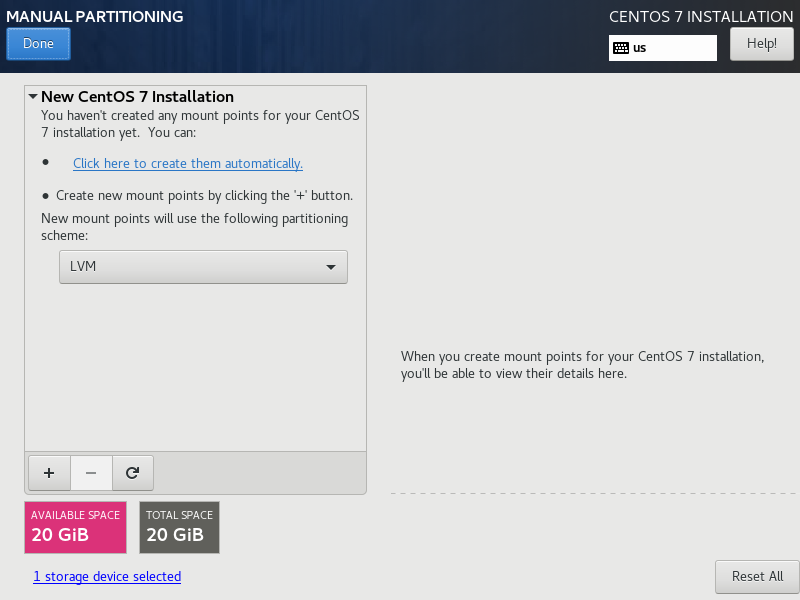 MANUAL PARTITIONING
CENTOS 7 INSTALLATION
Done
us
Help!
New CentOS 7 Installation
You haven't created any mount points for your CentOS
7 installation yet.  You can:
● Click here to create them automatically.
● Create new mount points by clicking the '+' button.
New mount points will use the following partitioning
scheme:
LVM
When you create mount points for your CentOS 7 installation,
you'll be able to view their details here.
+ −
AVAILABLE SPACE
20 GiB
TOTAL SPACE
20 GiB
1 storage device selected
Reset All